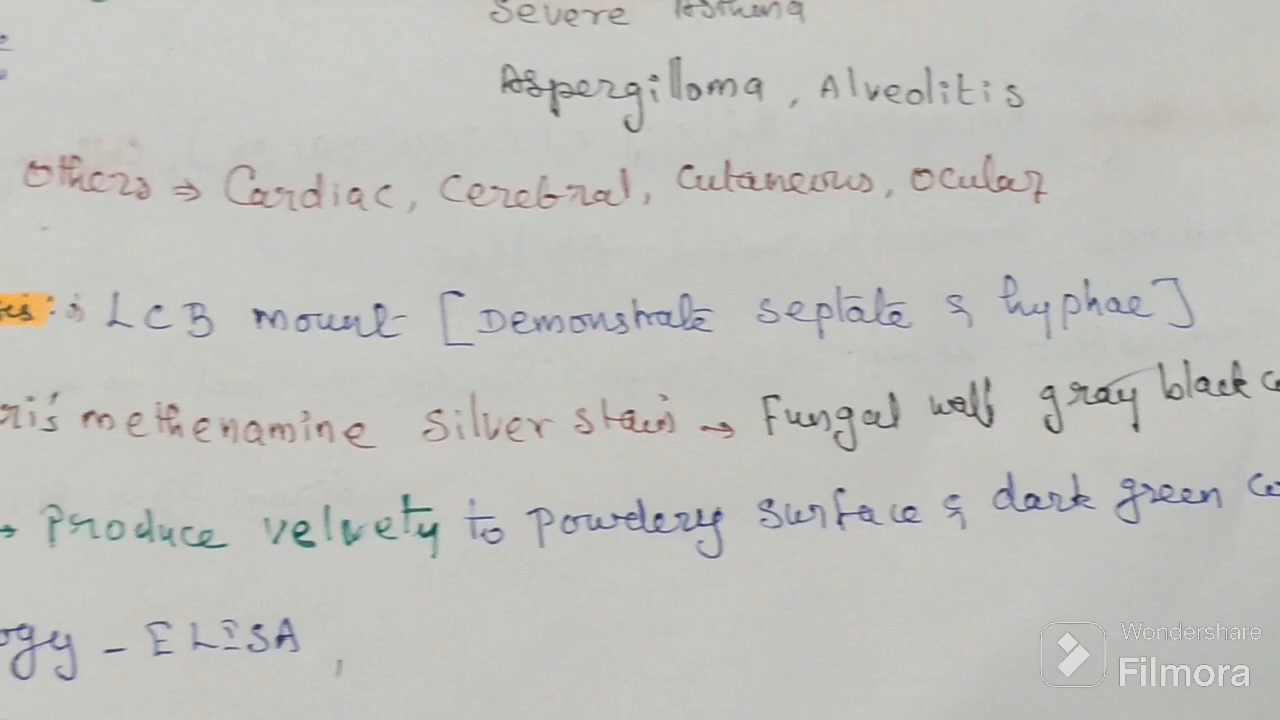 Severe Asthma
Aspergilloma, Alveolitis
Others ⇒ Cardiac, Cerebral, Cutaneous, Ocular
LCB mount [Demonstrate septate & hyphae]
methenamine silver stain → Fungal wall gray black
→ Produce velvety to powdery surface & dark green
ogy - ELISA,
Wondershare
Filmora